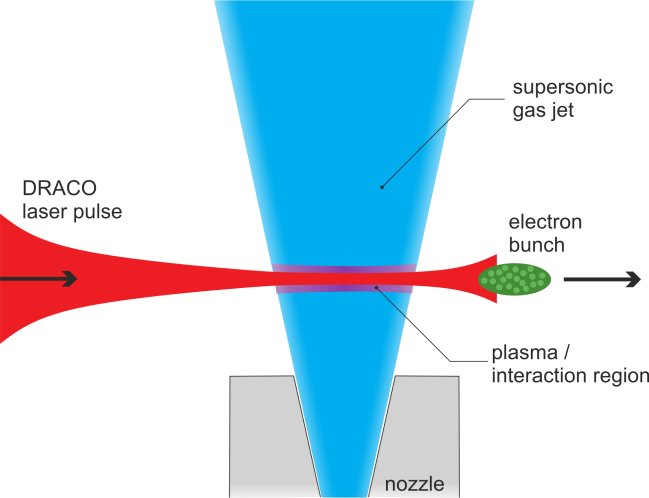 supersonic
gas jet
DRACO
laser pulse
electron
bunch
plasma /
interaction region
nozzle